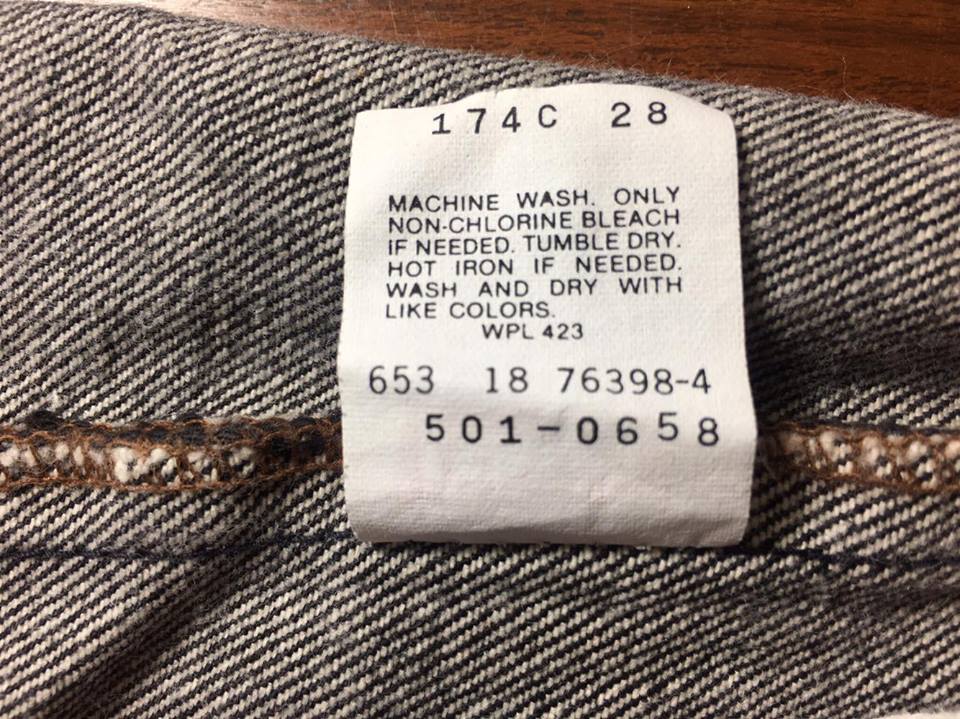 174C 28
MACHINE WASH. ONLY
NON-CHLORINE BLEACH
IF NEEDED. TUMBLE DRY.
HOT IRON IF NEEDED.
WASH AND DRY WITH
LIKE COLORS.
WPL 423
653 18 76398-4
501-0658